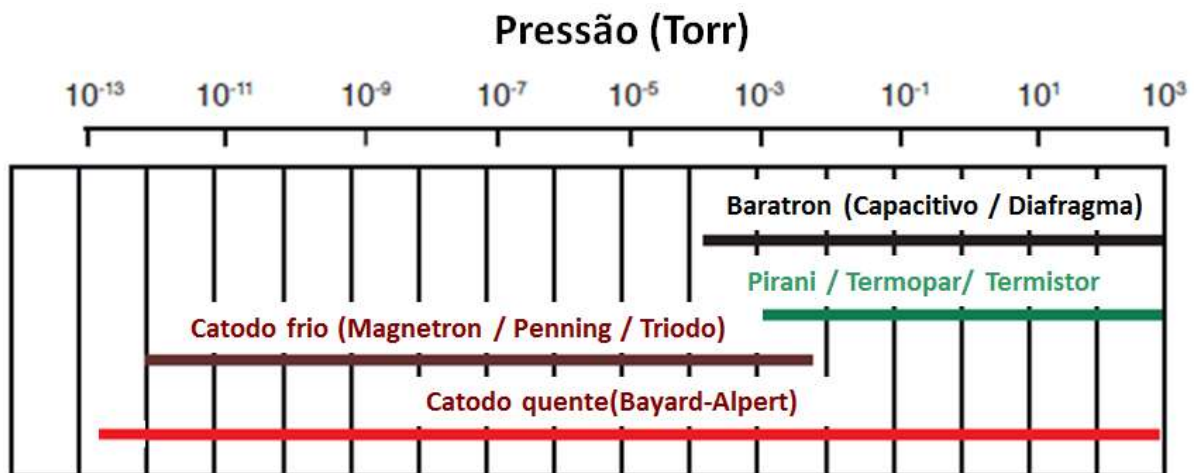 Pressão (Torr)
10⁻¹³ 10⁻¹¹ 10⁻⁹ 10⁻⁷ 10⁻⁵ 10⁻³ 10⁻¹ 10¹ 10³
Baratron (Capacitivo / Diafragma)
Pirani / Termopar/ Termistor
Catodo frio (Magnetron / Penning / Triodo)
Catodo quente(Bayard-Alpert)